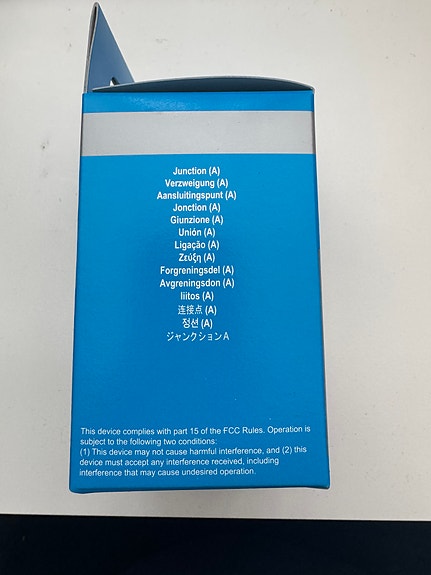 Junction (A)
Verzweigung (A)
Aansluitingspunt (A)
Jonction (A)
Giunzione (A)
Unión (A)
Ligação (A)
Ζεύξη (A)
Forgreningsdel (A)
Avgreningsdon (A)
liitos (A)
连接点 (A)
정션 (A)
ジャンクションA
This device complies with part 15 of the FCC Rules. Operation is
subject to the following two conditions:
(1) This device may not cause harmful interference, and (2) this
device must accept any interference received, including
interference that may cause undesired operation.